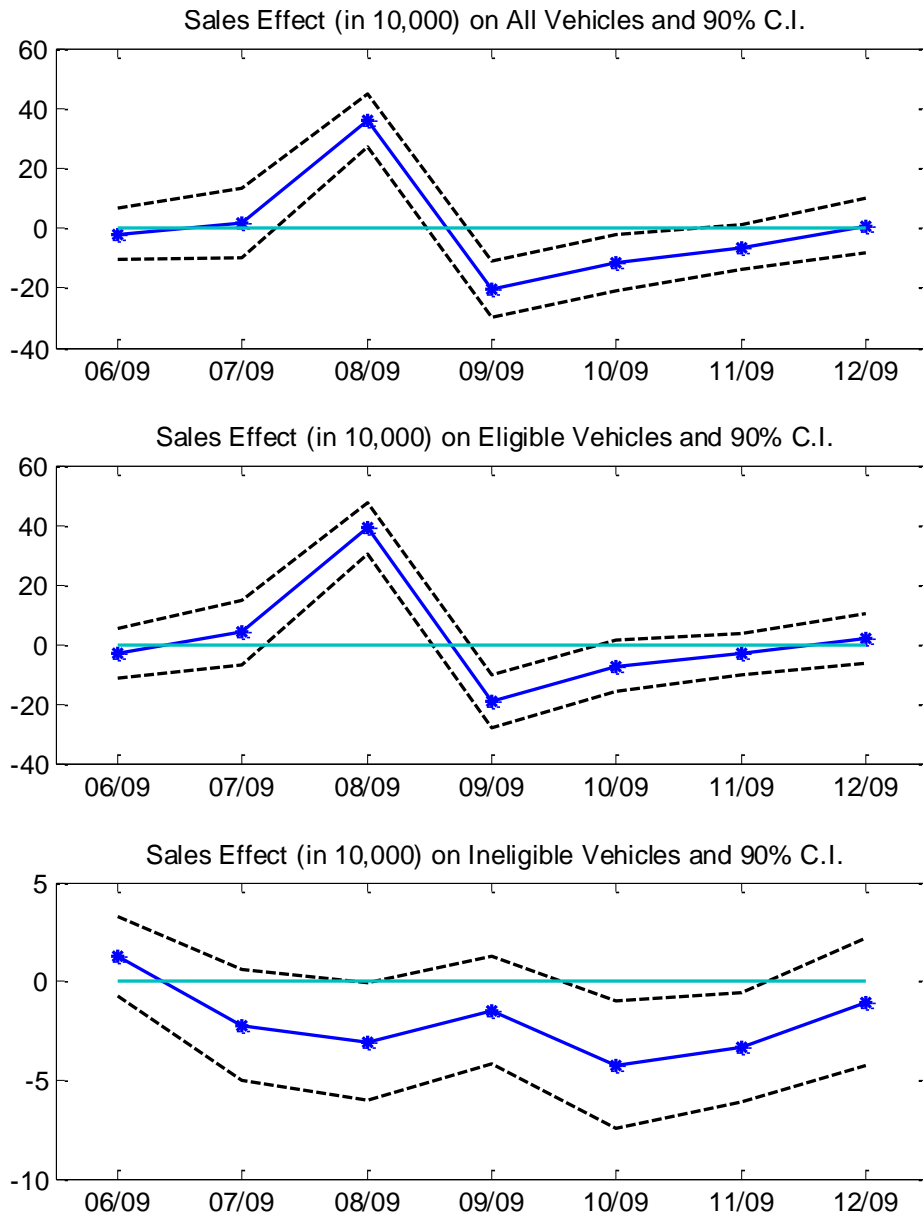 Sales Effect (in 10,000) on All Vehicles and 90% C.I.
60
40
20
0
-20
-40
06/09 07/09 08/09 09/09 10/09 11/09 12/09
Sales Effect (in 10,000) on Eligible Vehicles and 90% C.I.
60
40
20
0
-20
-40
06/09 07/09 08/09 09/09 10/09 11/09 12/09
Sales Effect (in 10,000) on Ineligible Vehicles and 90% C.I.
5
0
-5
-10
06/09 07/09 08/09 09/09 10/09 11/09 12/09